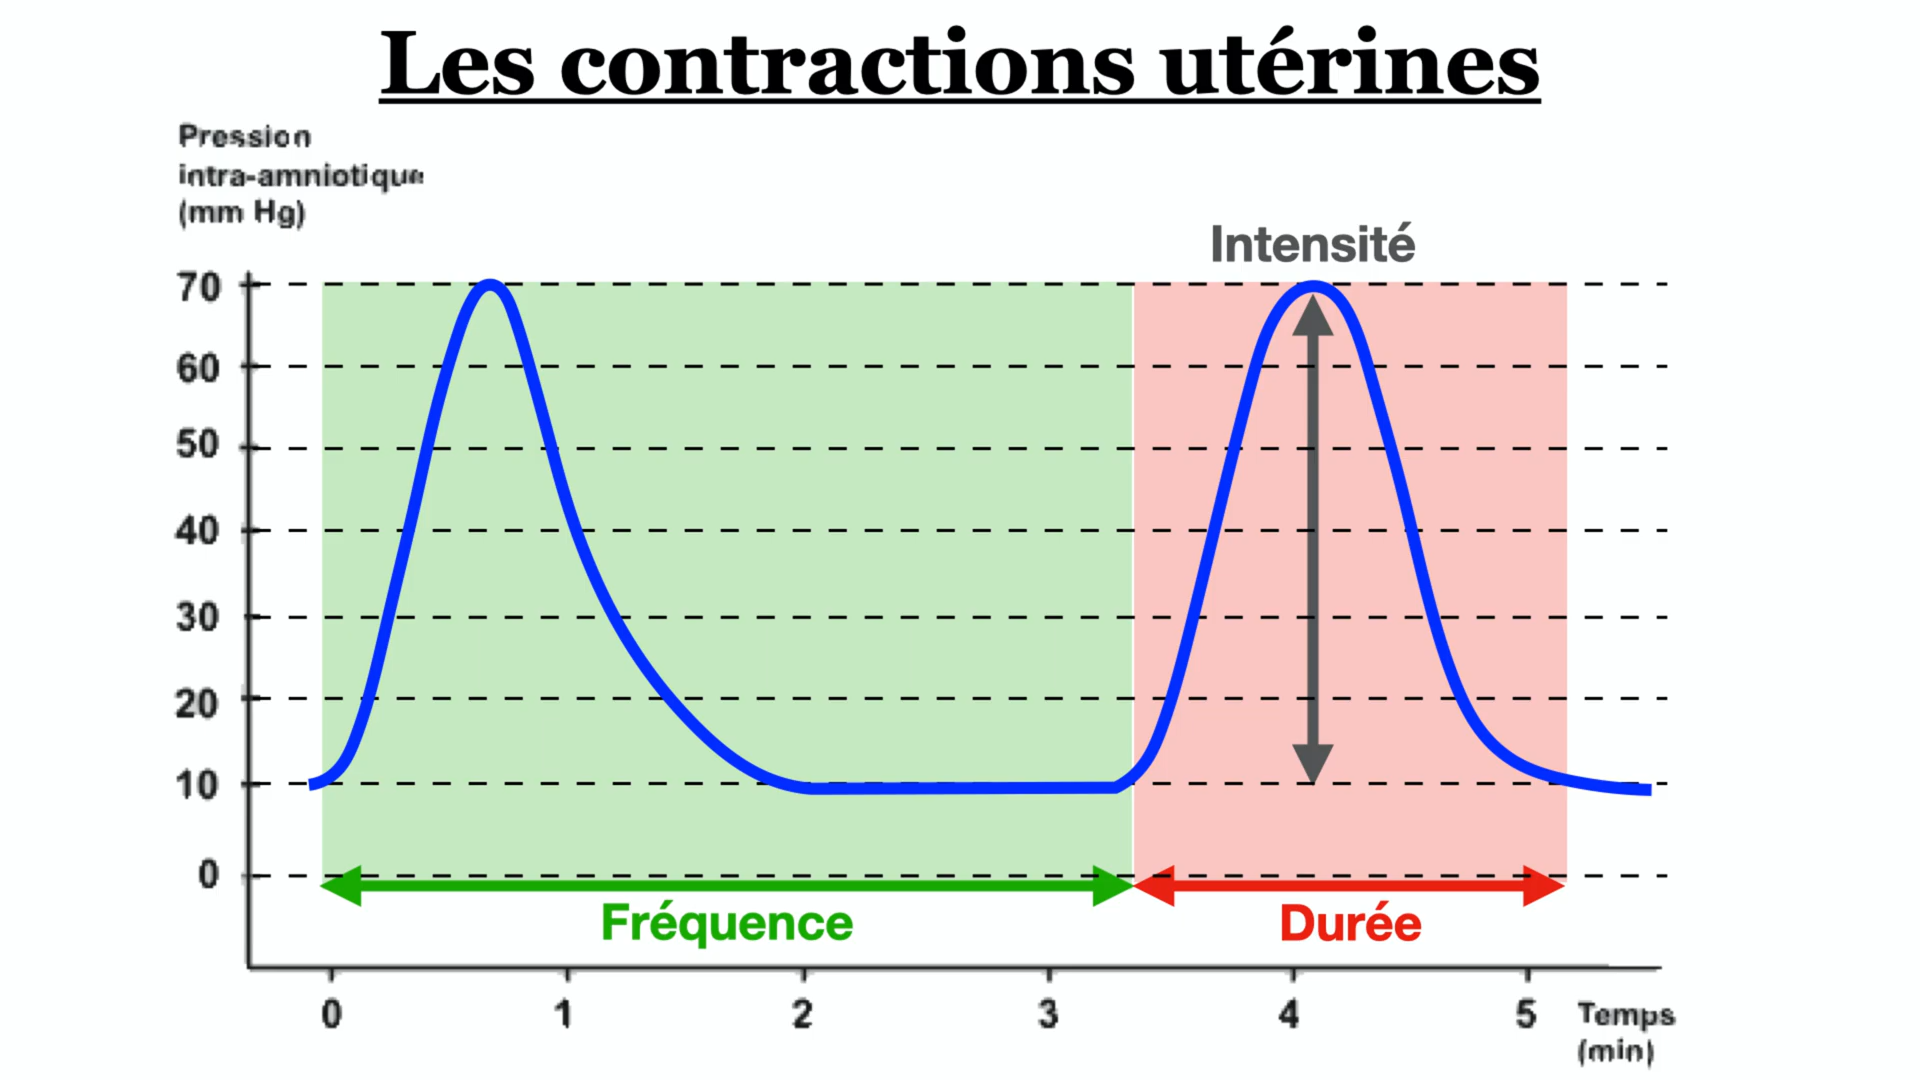 Les contractions utérines
Pression
intra-amniotique
(mm Hg)
Intensité
70
60
50
40
30
20
10
0
Fréquence
Durée
0 1 2 3 4 5 Temps
(min)